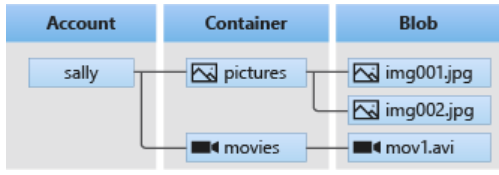 Account Container Blob
sally pictures img001.jpg
img002.jpg
movies mov1.avi